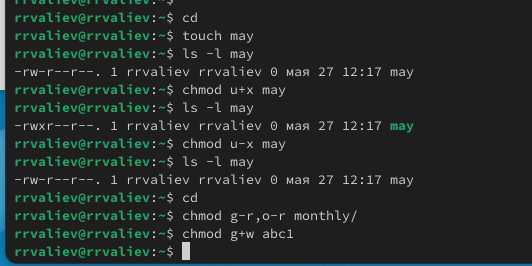 rrvaliev@rrvaliev:~$ cd
rrvaliev@rrvaliev:~$ touch may
rrvaliev@rrvaliev:~$ ls -l may
-rw-r--r--. 1 rrvaliev rrvaliev 0 мая 27 12:17 may
rrvaliev@rrvaliev:~$ chmod u+x may
rrvaliev@rrvaliev:~$ ls -l may
-rwxr--r--. 1 rrvaliev rrvaliev 0 мая 27 12:17 may
rrvaliev@rrvaliev:~$ chmod u-x may
rrvaliev@rrvaliev:~$ ls -l may
-rw-r--r--. 1 rrvaliev rrvaliev 0 мая 27 12:17 may
rrvaliev@rrvaliev:~$ cd
rrvaliev@rrvaliev:~$ chmod g-r,o-r monthly/
rrvaliev@rrvaliev:~$ chmod g+w abc1
rrvaliev@rrvaliev:~$